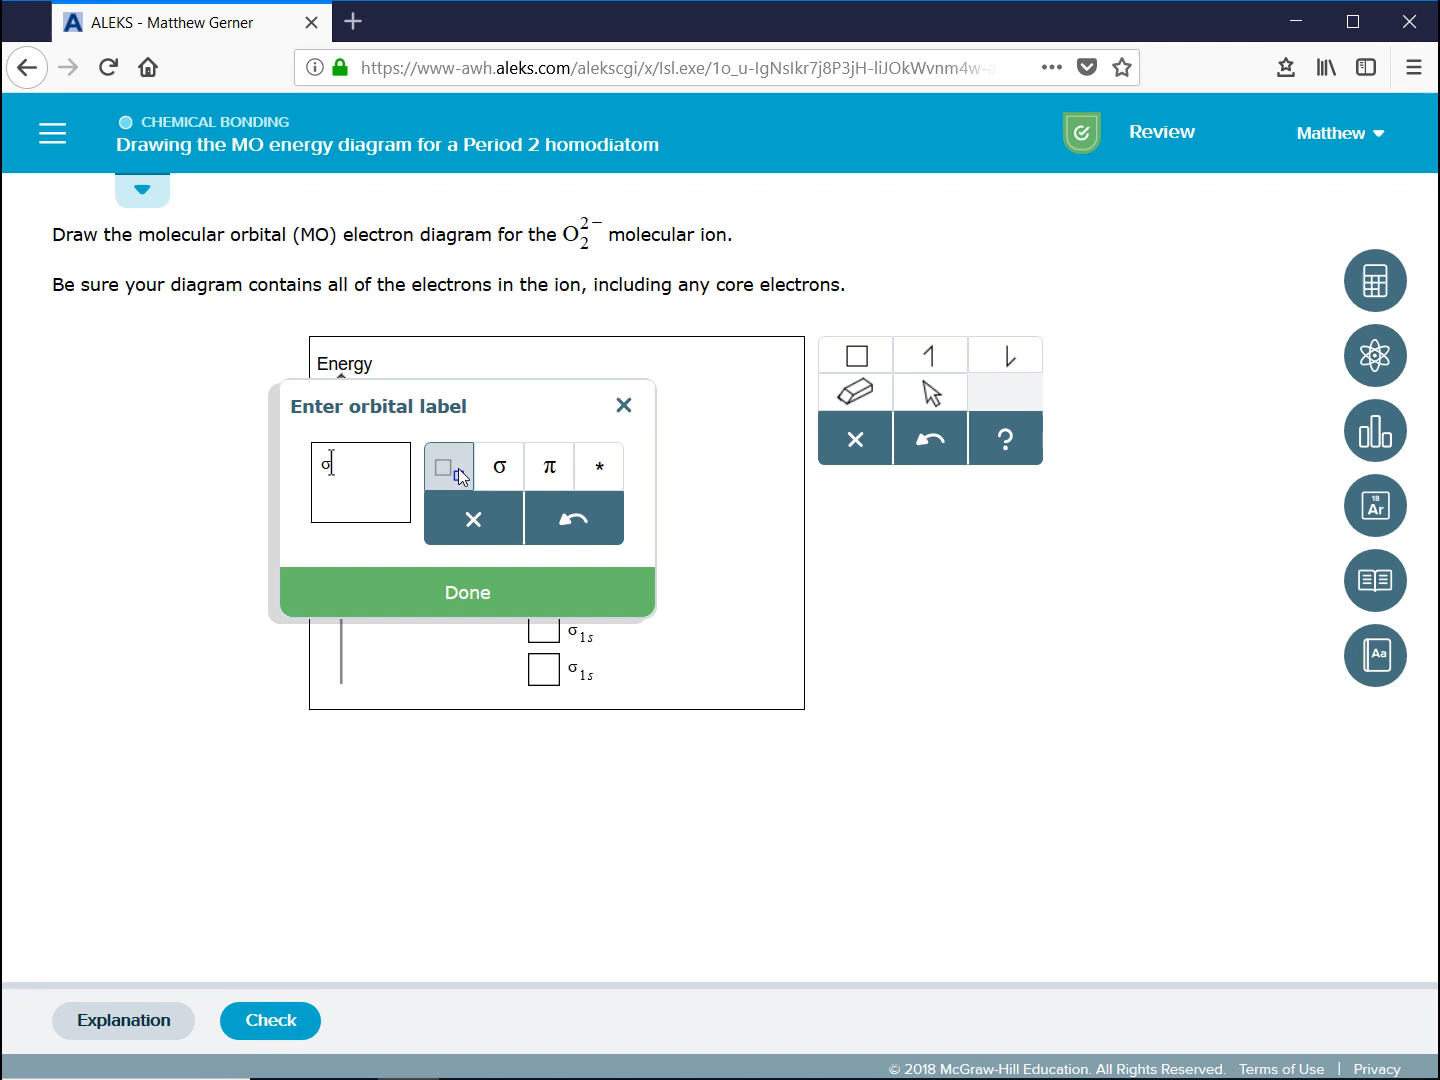 ALEKS - Matthew Gerner
https://www-awh.aleks.com/alekscgi/x/Isl.exe/1o_u-IgNsIkr7j8P3jH-liJOkWvnm4w-a
CHEMICAL BONDING
Drawing the MO energy diagram for a Period 2 homodiatom
Review
Matthew
Draw the molecular orbital (MO) electron diagram for the O₂²⁻ molecular ion.
Be sure your diagram contains all of the electrons in the ion, including any core electrons.
Energy
Enter orbital label
σ
σ π *
Done
σ₁ₛ
σ₁ₛ
?
18
Ar
Aa
Explanation
Check
© 2018 McGraw-Hill Education. All Rights Reserved. Terms of Use | Privacy